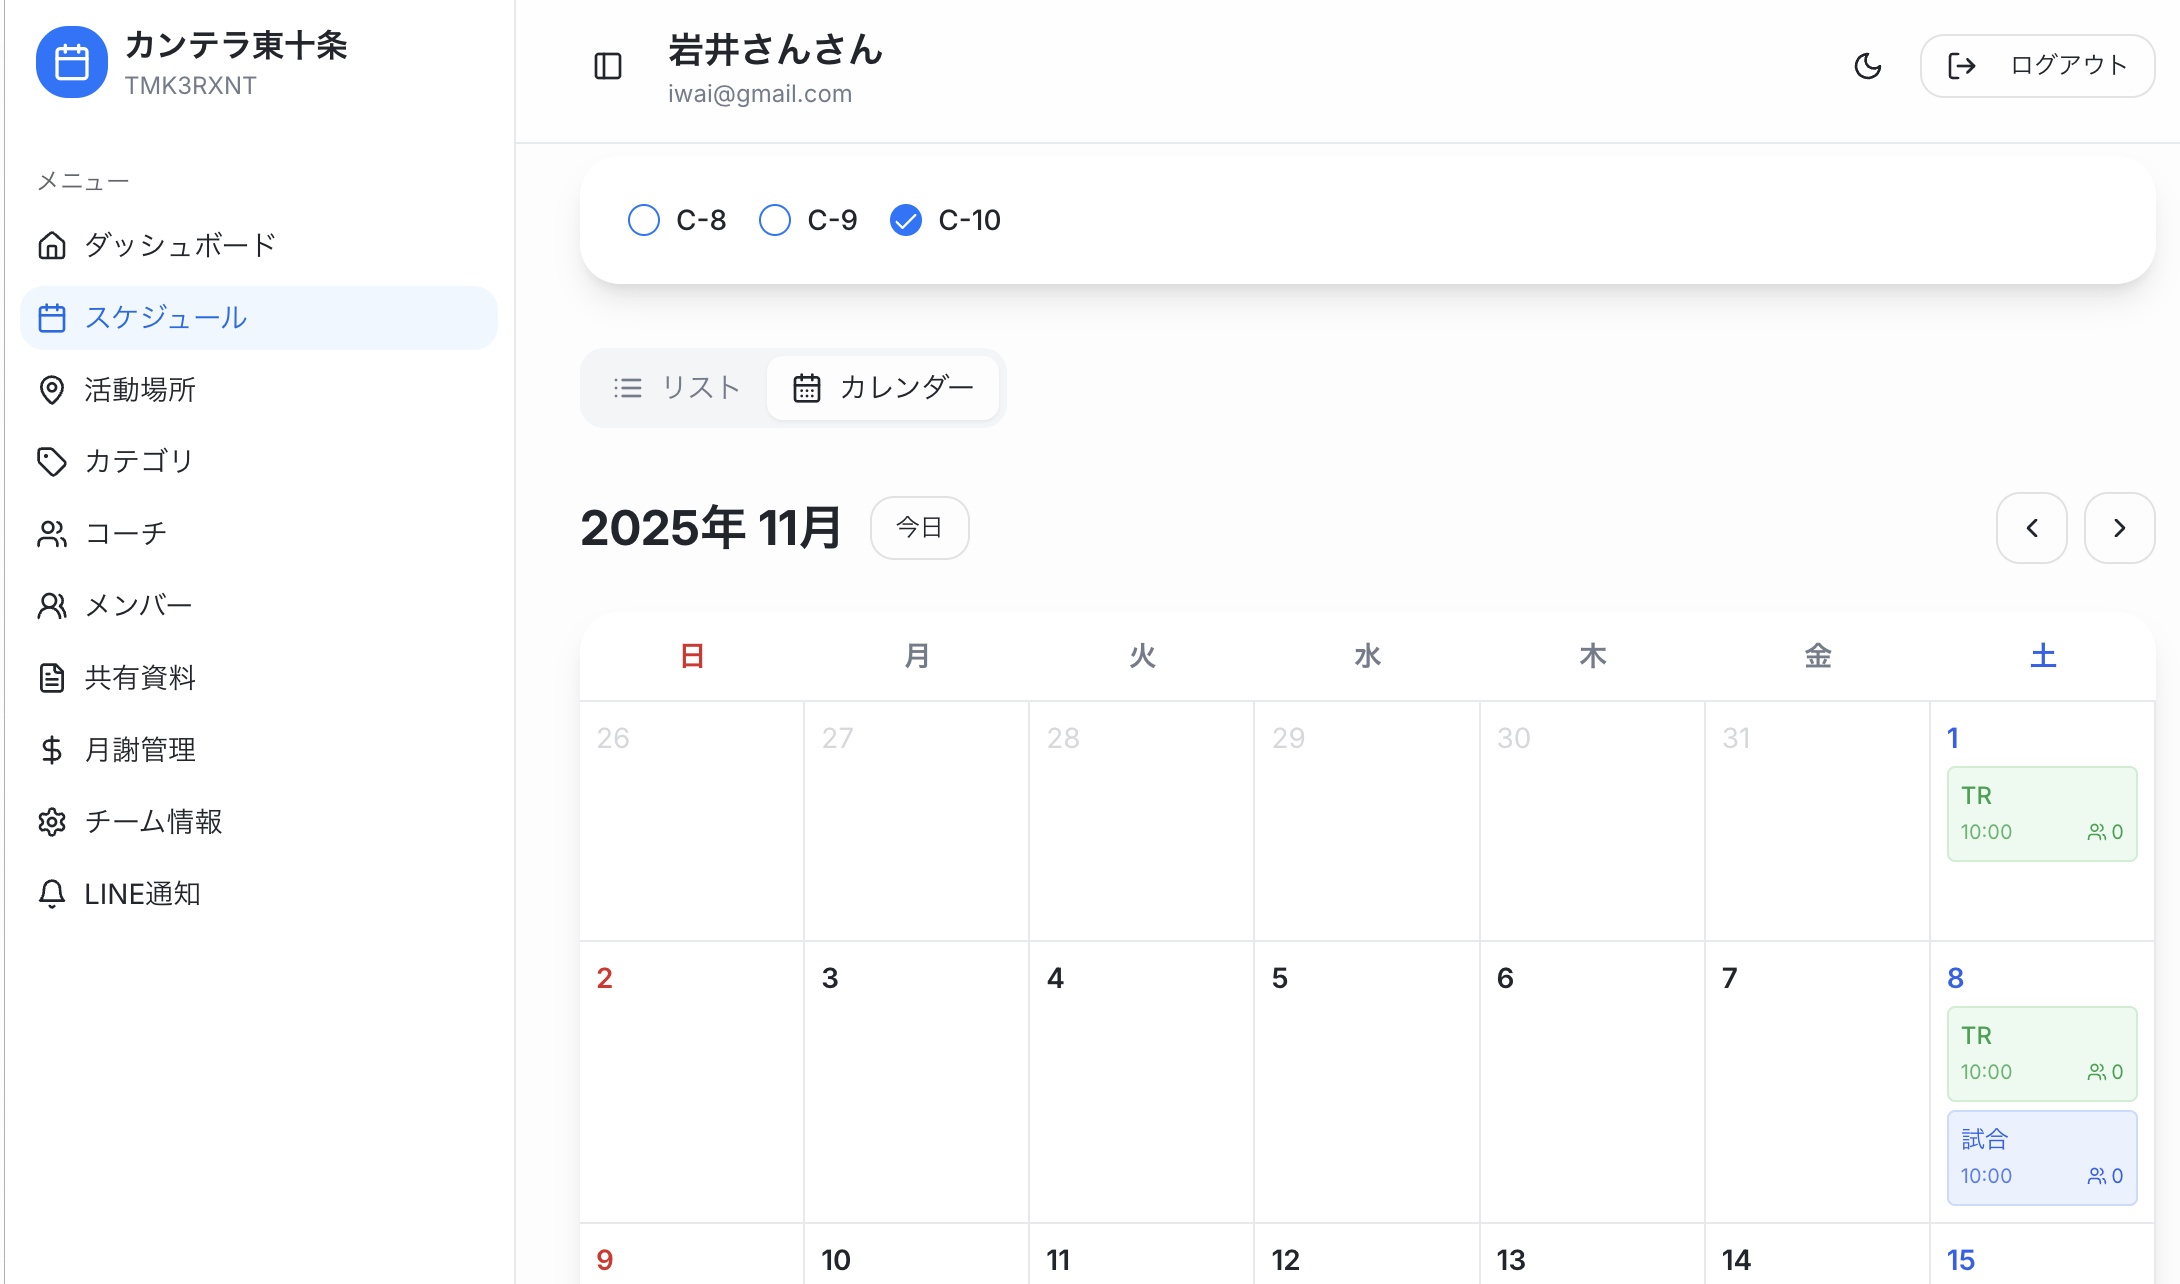 カンテラ東十条
TMK3RXNT
メニュー
ダッシュボード
スケジュール
活動場所
カテゴリ
コーチ
メンバー
共有資料
月謝管理
チーム情報
LINE通知
岩井さんさん
iwai@gmail.com
ログアウト
C-8 C-9 C-10
リスト カレンダー
2025年 11月 今日
日 月 火 水 木 金 土
26 27 28 29 30 31 1
TR
10:00 0
2 3 4 5 6 7 8
TR
10:00 0
試合
10:00 0
9 10 11 12 13 14 15